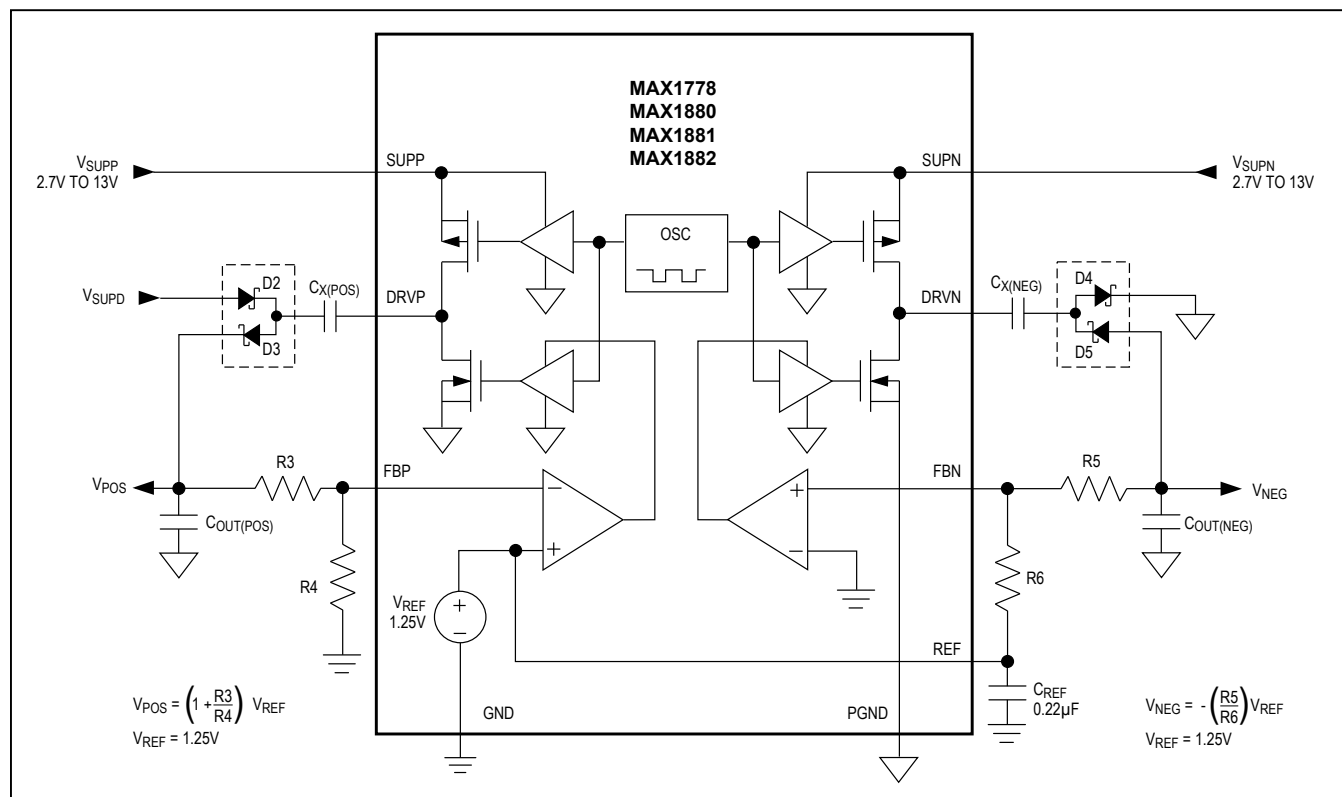 MAX1778
MAX1880
MAX1881
MAX1882
VSUPP
2.7V TO 13V
SUPP
SUPN
VSUPN
2.7V TO 13V
OSC
VSUPD
D2
D3
CX(POS)
DRVP
DRVN
CX(NEG)
D4
D5
VPOS
R3
FBP
FBN
R5
VNEG
COUT(POS)
COUT(NEG)
R4
R6
−
+
+
−
VREF
1.25V
+
−
REF
CREF
0.22µF
GND
PGND
VPOS = (1 + R3/R4) VREF
VREF = 1.25V
VNEG = - (R5/R6) VREF
VREF = 1.25V